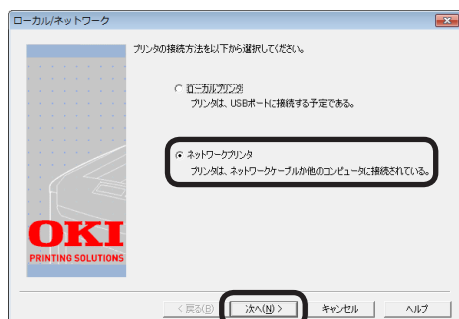 ローカル/ネットワーク
プリンタの接続方法を以下から選択してください。
ローカルプリンタ
プリンタは、USBポートに接続する予定である。
ネットワークプリンタ
プリンタは、ネットワークケーブルか他のコンピュータに接続されている。
OKI
PRINTING SOLUTIONS
< 戻る(B) 次へ(N) > キャンセル ヘルプ